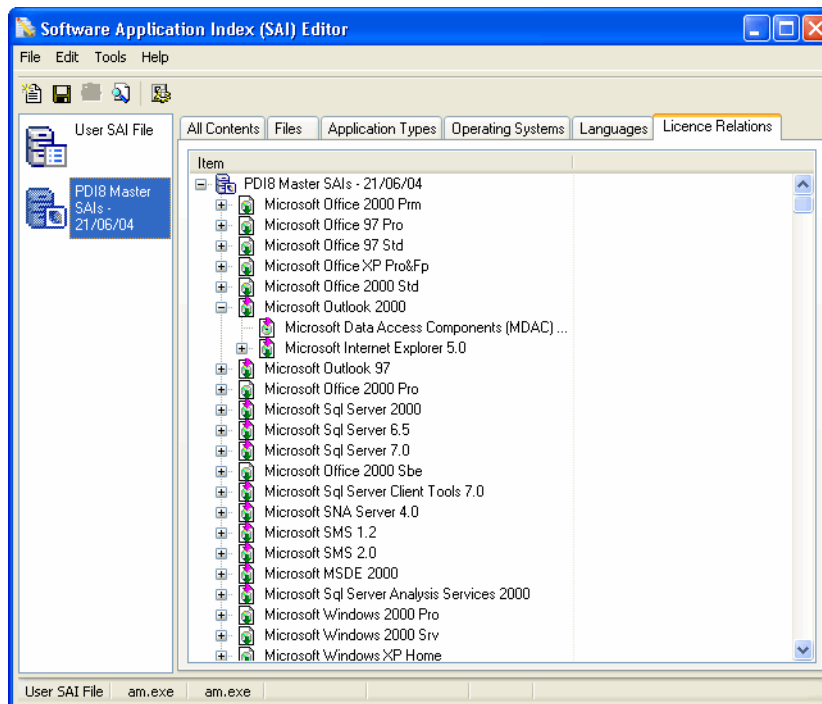 Software Application Index (SAI) Editor
File Edit Tools Help
User SAI File
PDI8 Master
SAIs -
21/06/04
All Contents Files Application Types Operating Systems Languages Licence Relations
Item
PDI8 Master SAIs - 21/06/04
Microsoft Office 2000 Prm
Microsoft Office 97 Pro
Microsoft Office 97 Std
Microsoft Office XP Pro&Fp
Microsoft Office 2000 Std
Microsoft Outlook 2000
Microsoft Data Access Components (MDAC) ...
Microsoft Internet Explorer 5.0
Microsoft Outlook 97
Microsoft Office 2000 Pro
Microsoft Sql Server 2000
Microsoft Sql Server 6.5
Microsoft Sql Server 7.0
Microsoft Office 2000 Sbe
Microsoft Sql Server Client Tools 7.0
Microsoft SNA Server 4.0
Microsoft SMS 1.2
Microsoft SMS 2.0
Microsoft MSDE 2000
Microsoft Sql Server Analysis Services 2000
Microsoft Windows 2000 Pro
Microsoft Windows 2000 Srv
Microsoft Windows XP Home
User SAI File am.exe am.exe